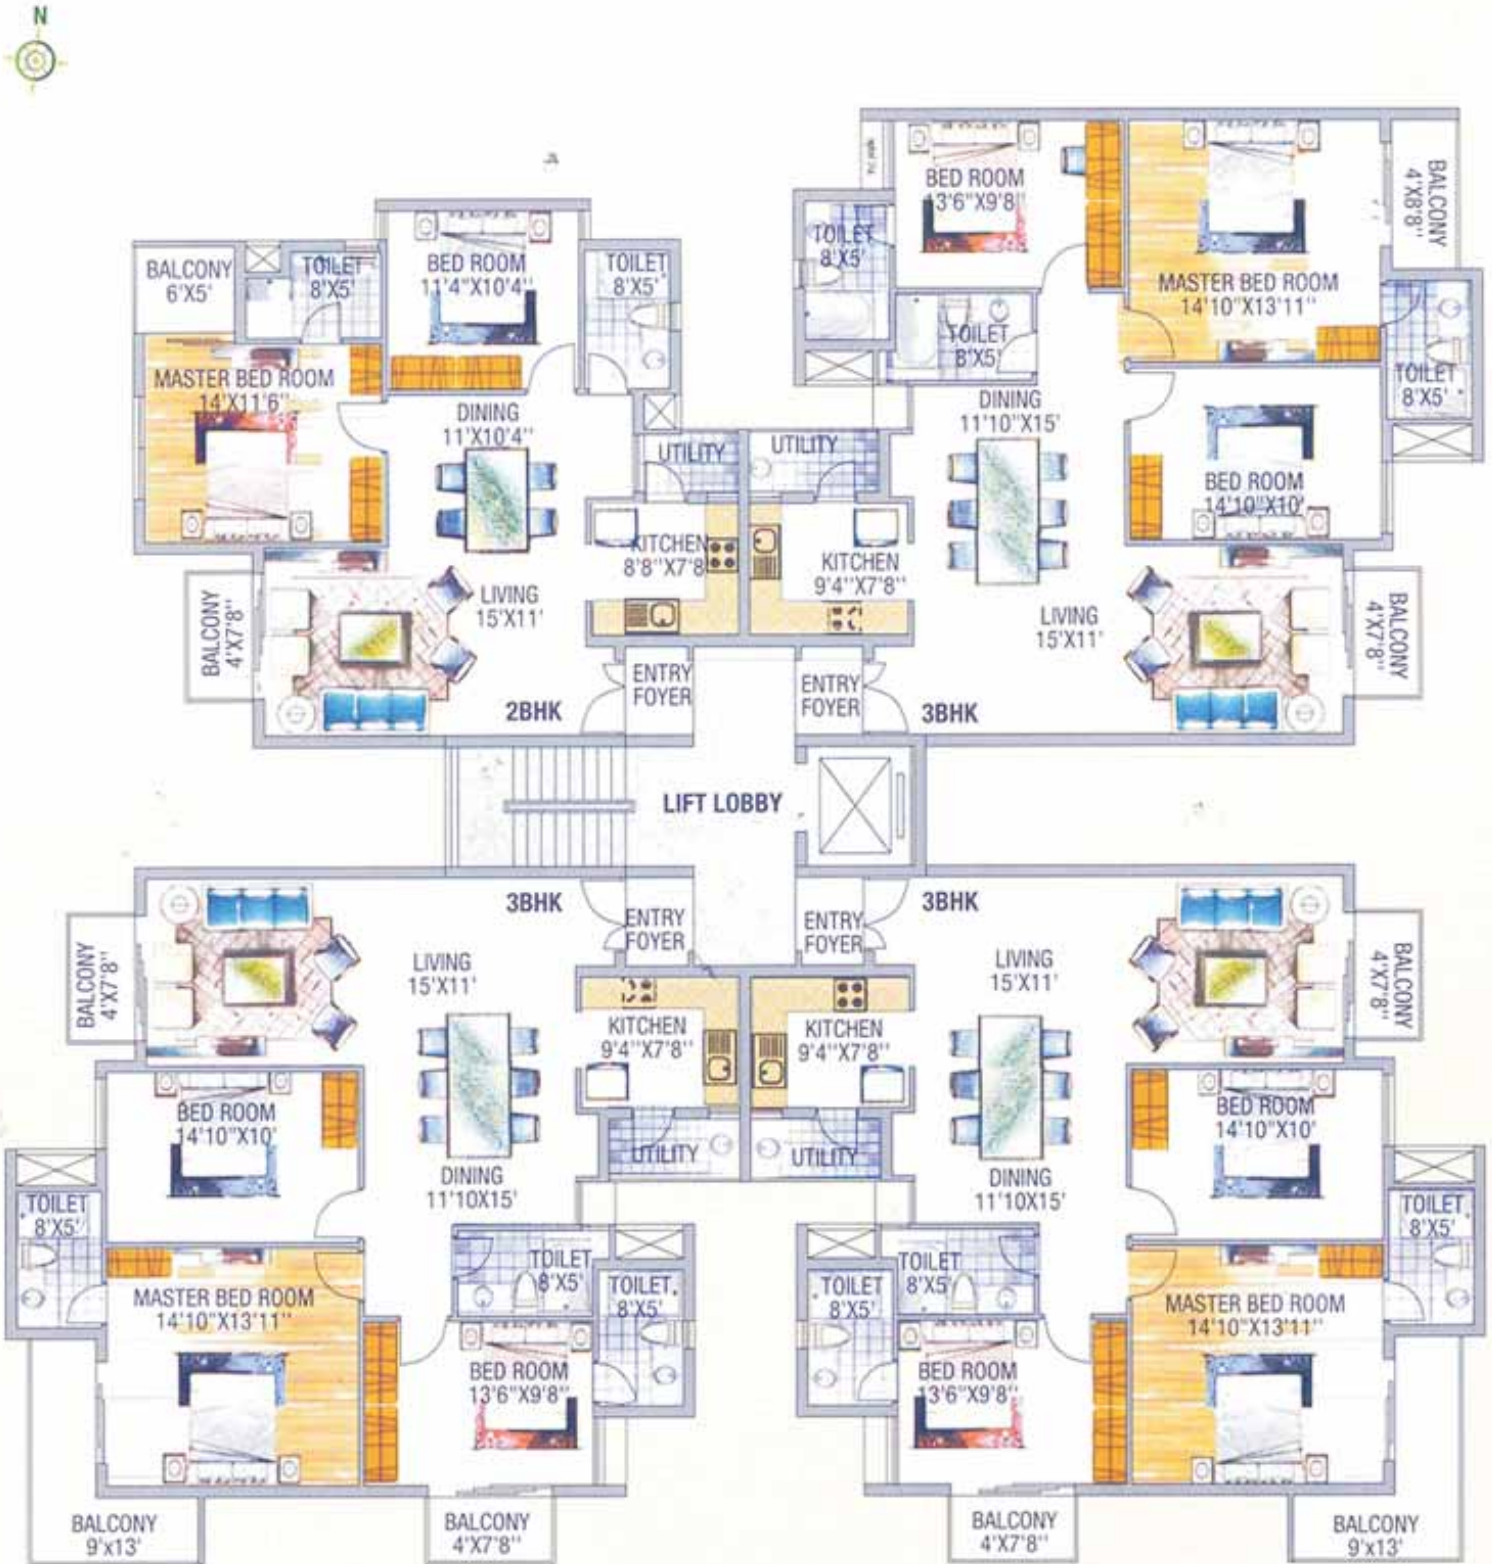 N
BED ROOM
13'6"X9'8"
MASTER BED ROOM
14'10"X13'11"
BALCONY
4'X8'8"
TOILET
8'X5'
TOILET
8'X5'
TOILET
8'X5'
BED ROOM
14'10"X10'
DINING
11'10"X15'
UTILITY
KITCHEN
9'4"X7'8"
LIVING
15'X11'
BALCONY
4'X7'8"
ENTRY
FOYER
3BHK
BALCONY
6'X5'
TOILET
8'X5'
BED ROOM
11'4"X10'4"
TOILET
8'X5'
MASTER BED ROOM
14'X11'6"
DINING
11'X10'4"
UTILITY
KITCHEN
8'8"X7'8
LIVING
15'X11'
BALCONY
4'X7'8"
2BHK
ENTRY
FOYER
LIFT LOBBY
3BHK
ENTRY
FOYER
LIVING
15'X11'
BALCONY
4'X7'8"
KITCHEN
9'4"X7'8"
BED ROOM
14'10"X10'
UTILITY
DINING
11'10X15'
TOILET
8'X5'
TOILET
8'X5'
TOILET
8'X5'
MASTER BED ROOM
14'10"X13'11"
BED ROOM
13'6"X9'8"
BALCONY
9'x13'
BALCONY
4'X7'8"
ENTRY
FOYER
3BHK
LIVING
15'X11'
BALCONY
4'X7'8"
KITCHEN
9'4"X7'8"
BED ROOM
14'10"X10'
UTILITY
DINING
11'10X15'
TOILET
8'X5'
TOILET
8'X5'
TOILET
8'X5'
MASTER BED ROOM
14'10"X13'11"
BED ROOM
13'6"X9'8"
BALCONY
4'X7'8"
BALCONY
9'x13'